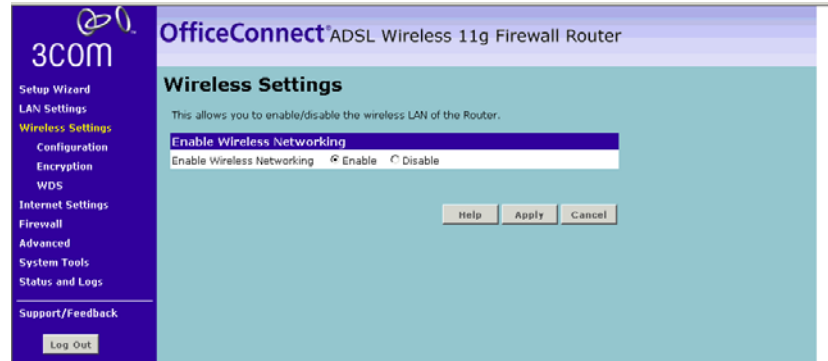 3COM
OfficeConnect® ADSL Wireless 11g Firewall Router
Setup Wizard
LAN Settings
Wireless Settings
Configuration
Encryption
WDS
Internet Settings
Firewall
Advanced
System Tools
Status and Logs
Support/Feedback
Log Out
Wireless Settings
This allows you to enable/disable the wireless LAN of the Router.
Enable Wireless Networking
Enable Wireless Networking Enable Disable
Help Apply Cancel